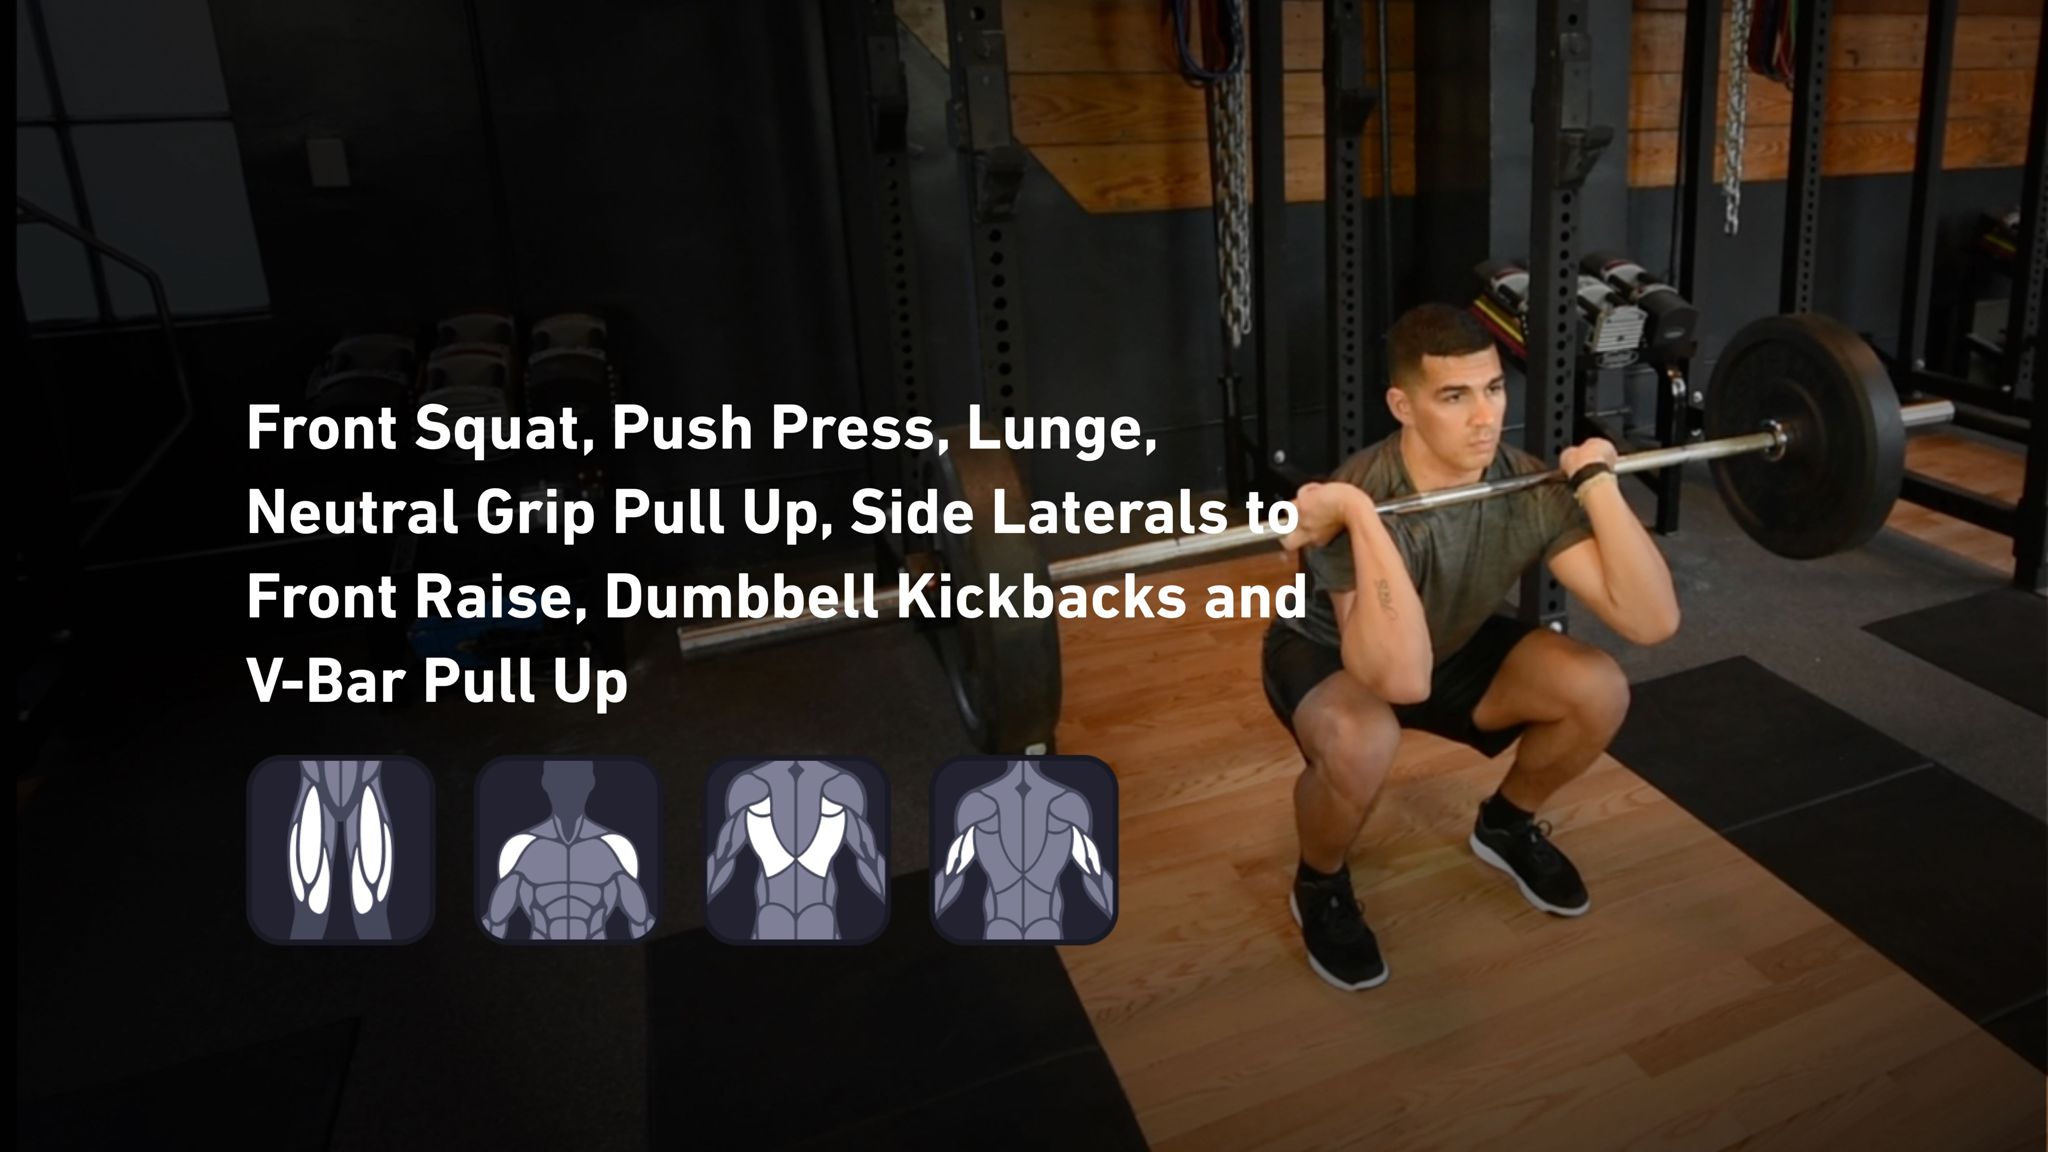 Front Squat, Push Press, Lunge,
Neutral Grip Pull Up, Side Laterals to
Front Raise, Dumbbell Kickbacks and
V-Bar Pull Up